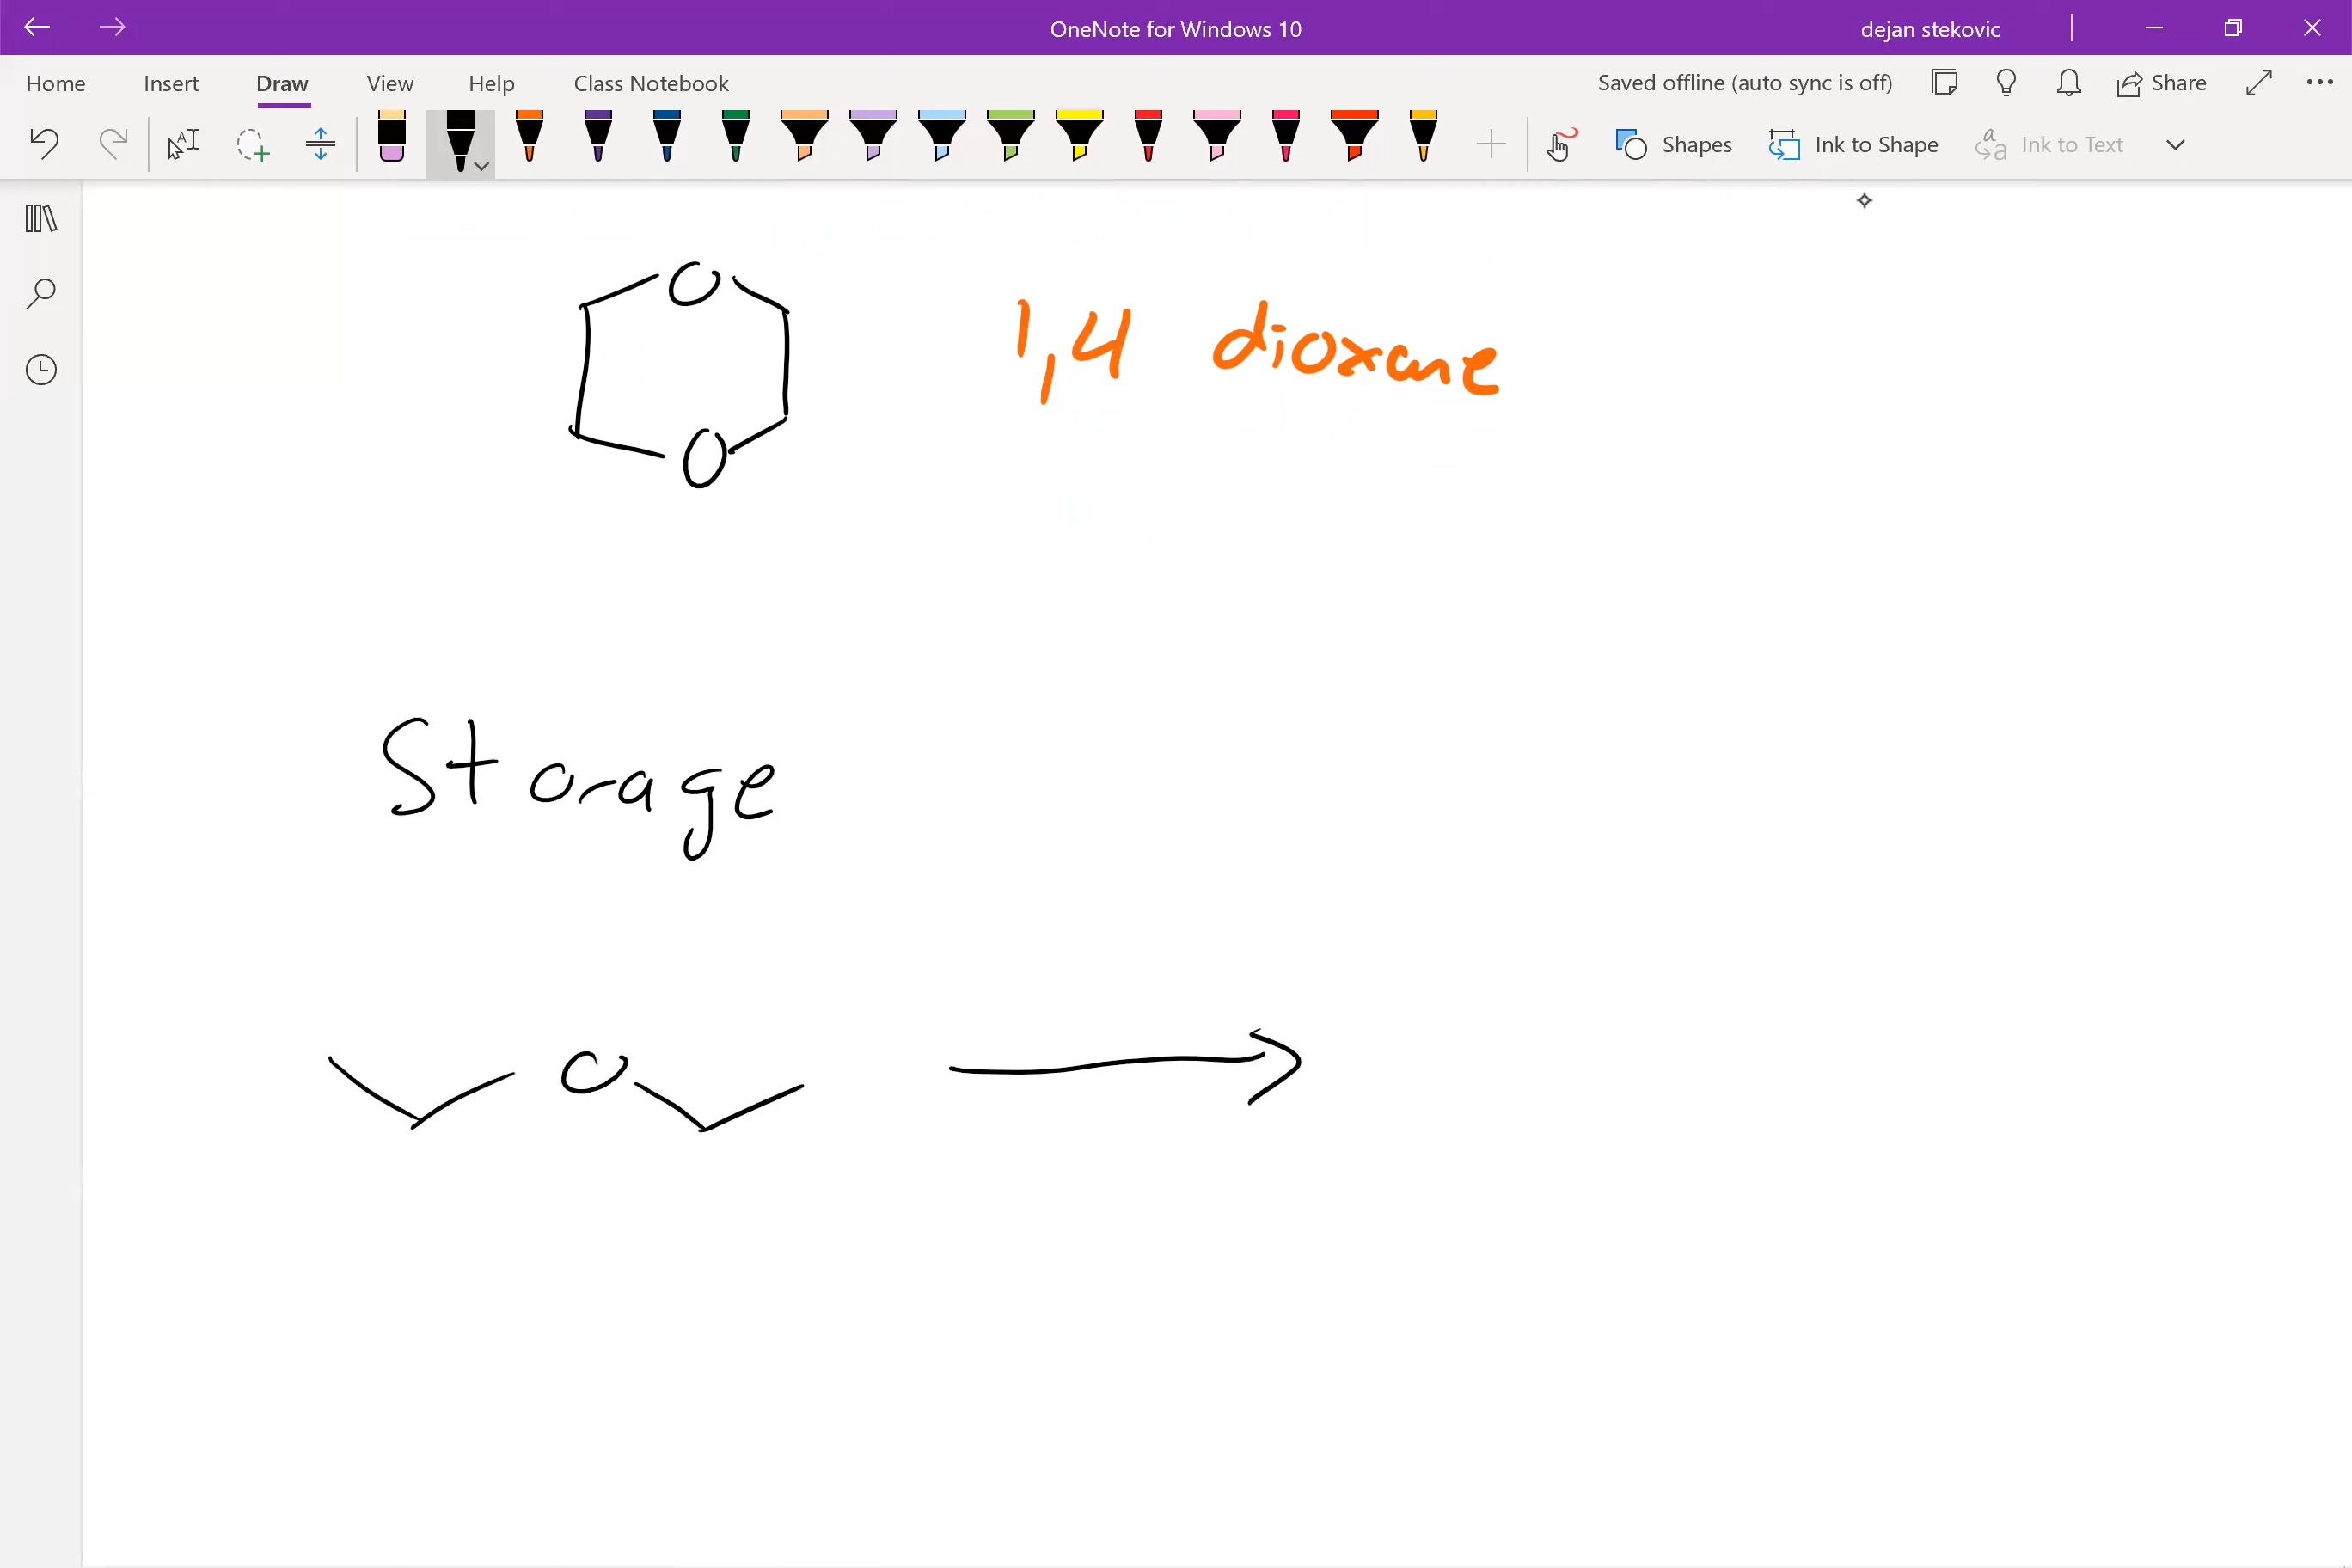 OneNote for Windows 10
dejan stekovic
Home Insert Draw View Help Class Notebook
Saved offline (auto sync is off) Share
Shapes Ink to Shape Ink to Text
O
1,4 dioxane
O
Storage
O